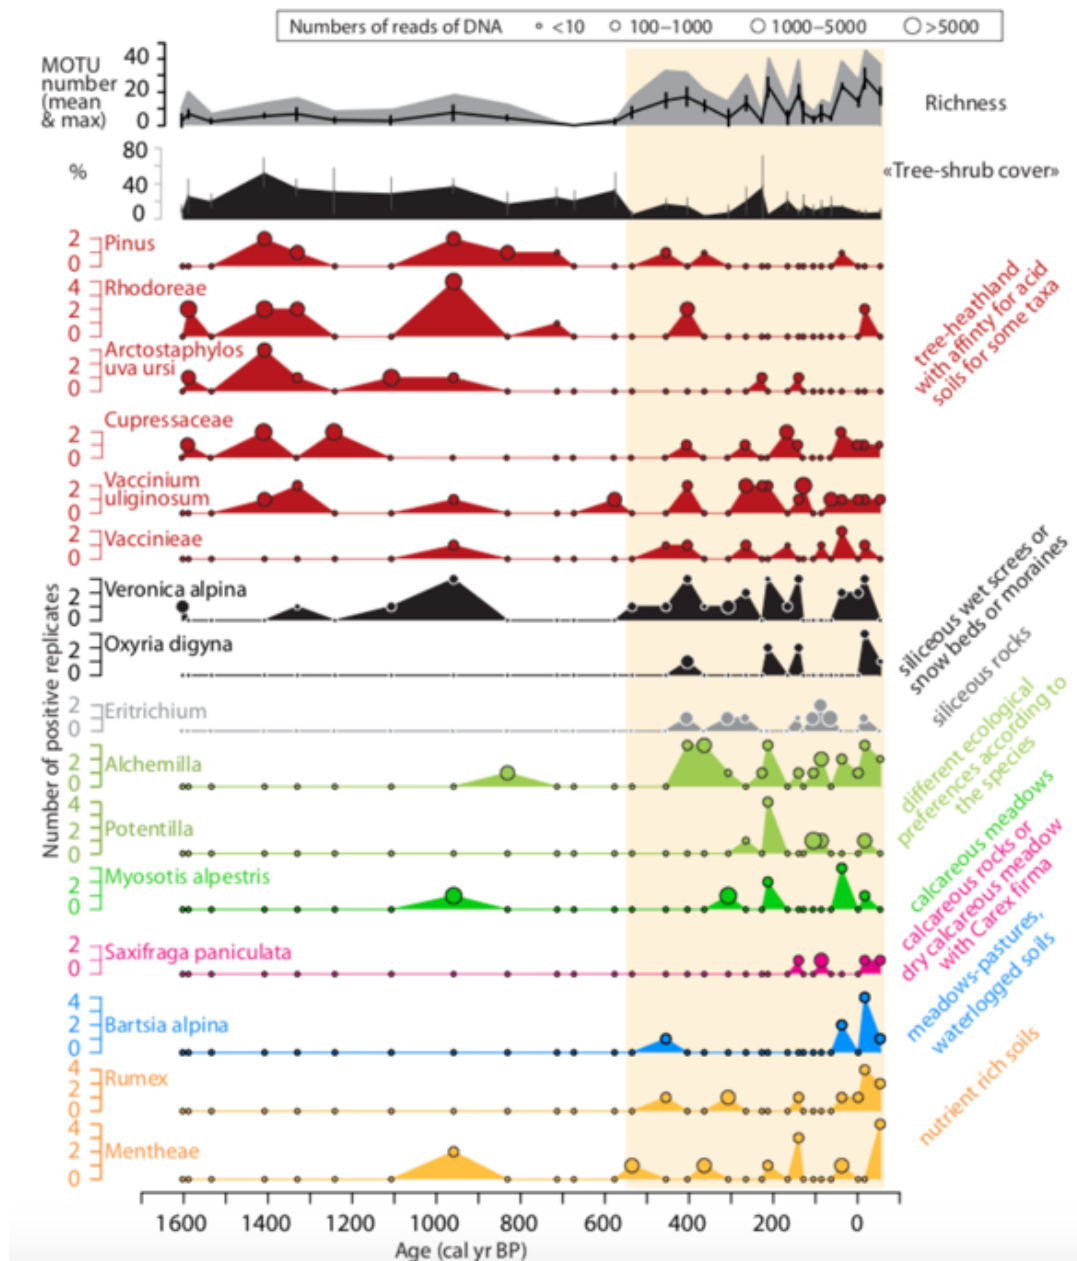 Numbers of reads of DNA <10 100–1000 1000–5000 >5000
MOTU
number
(mean
& max)
40
20
0
Richness
%
80
40
0
«Tree-shrub cover»
Number of positive replicates
2
0
Pinus
4
2
0
Rhodoreae
2
0
Arctostaphylos
uva ursi
2
0
Cupressaceae
2
0
Vaccinium
uliginosum
2
0
Vaccinieae
tree-heathland
with affinty for acid
soils for some taxa
2
0
Veronica alpina
2
0
Oxyria digyna
siliceous wet screes or
snow beds or moraines
2
0
Eritrichium
siliceous rocks
2
0
Alchemilla
4
2
0
Potentilla
different ecological
preferences according to
the species
2
0
Myosotis alpestris
calcareous meadows
2
0
Saxifraga paniculata
calcareous rocks or
dry calcareous meadow
with Carex firma
4
2
0
Bartsia alpina
meadows-pastures,
waterlogged soils
4
2
0
Rumex
4
2
0
Mentheae
nutrient rich soils
1600 1400 1200 1000 800 600 400 200 0
Age (cal yr BP)